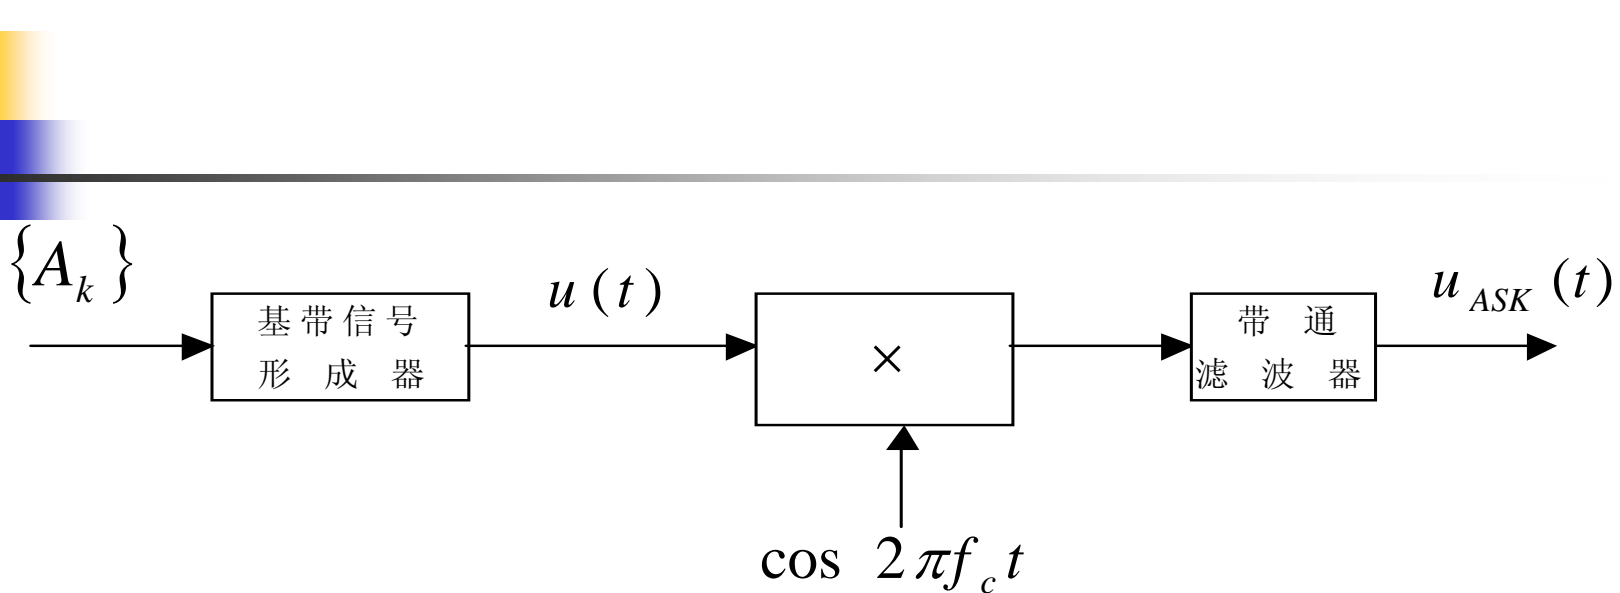 {A_k}
基带信号
形成器
u(t)
×
cos 2πf_c t
带通
滤波器
u_ASK(t)